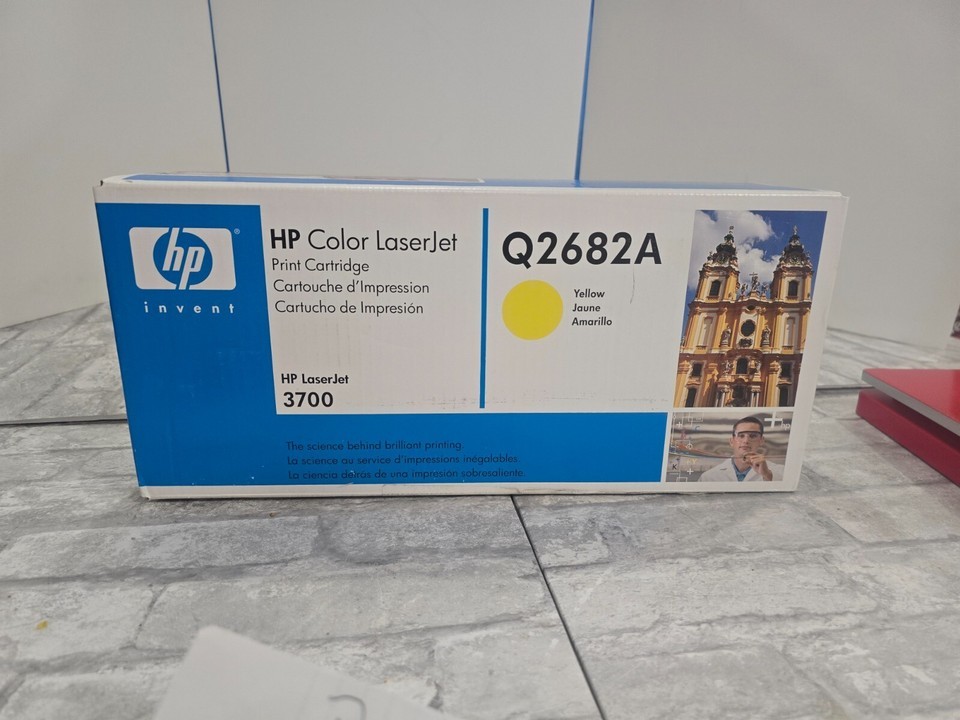 hp®
invent
HP Color LaserJet
Print Cartridge
Cartouche d'Impression
Cartucho de Impresión
HP LaserJet
3700
The science behind brilliant printing.
La science au service d'impressions inégalables.
La ciencia detrás de una impresión sobresaliente.
Q2682A
Yellow
Jaune
Amarillo